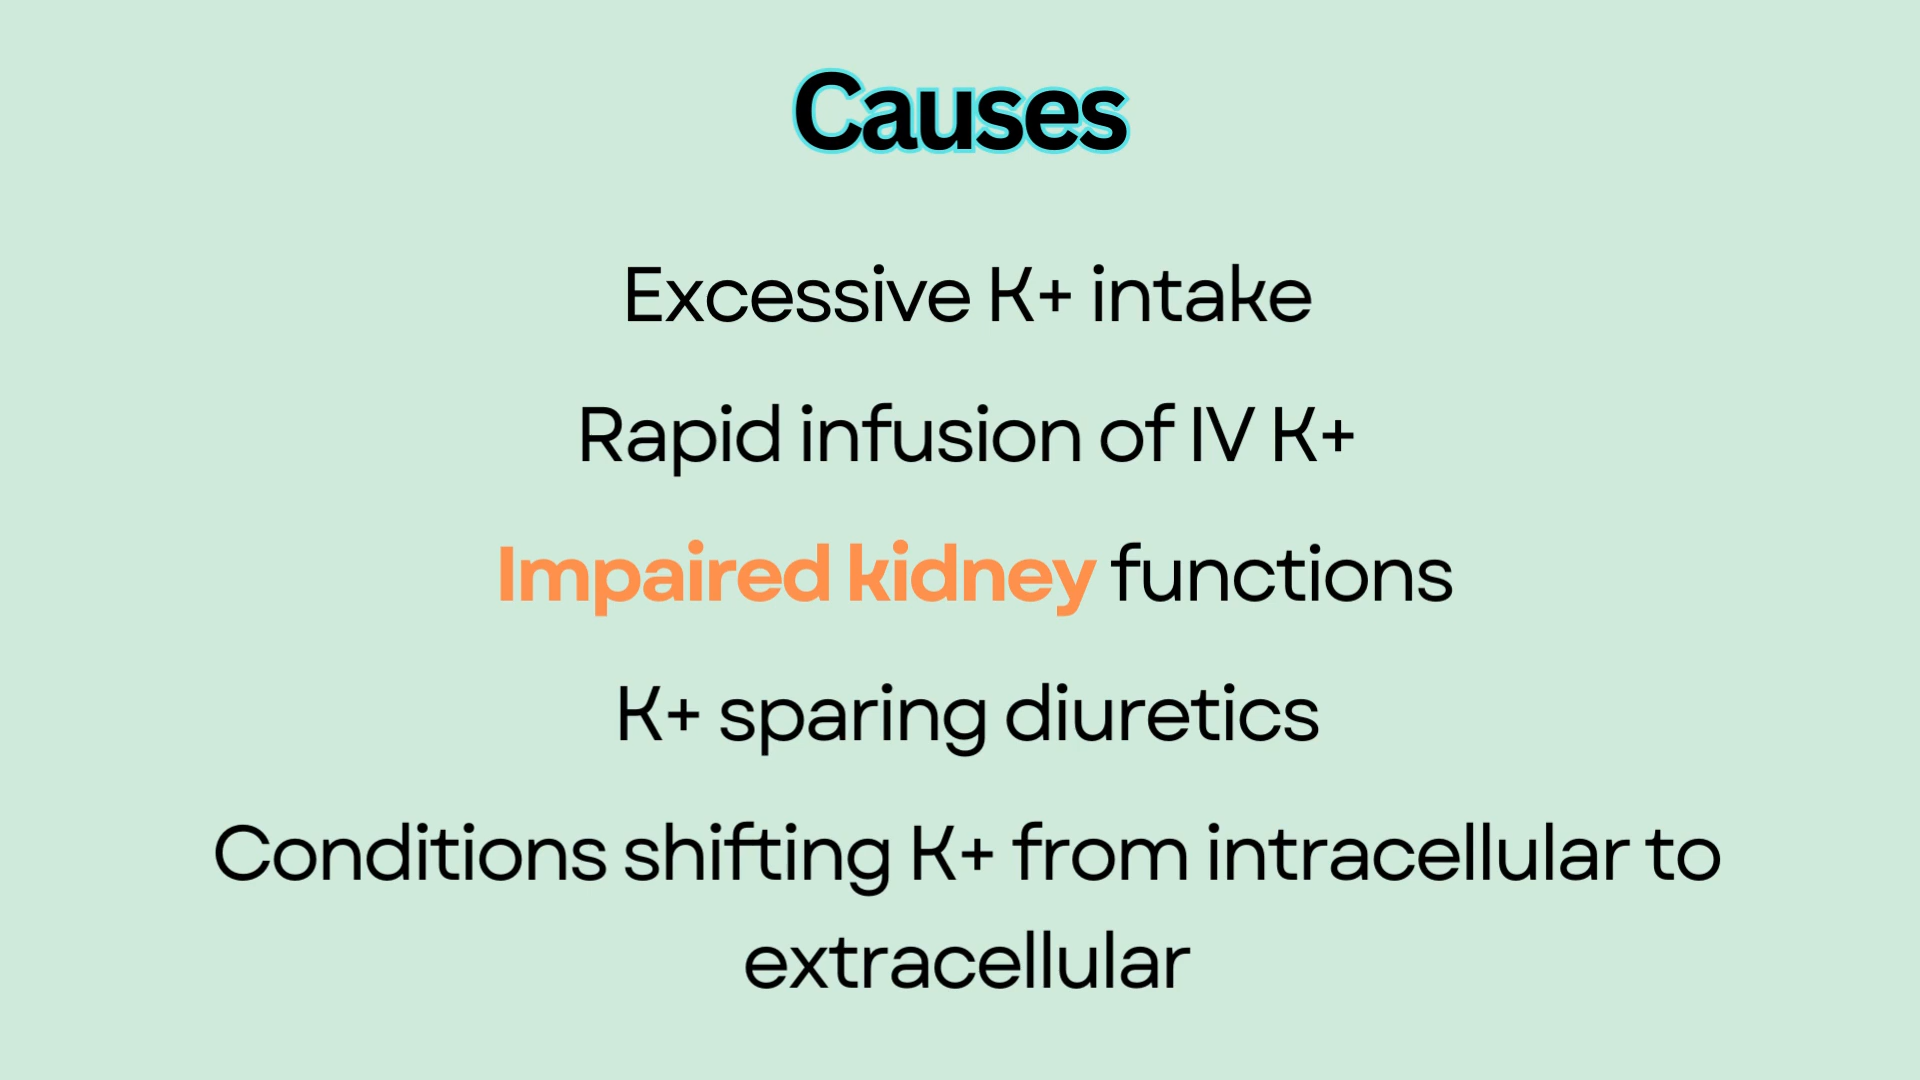 Causes
Excessive K+ intake
Rapid infusion of IV K+
Impaired kidney functions
K+ sparing diuretics
Conditions shifting K+ from intracellular to
extracellular